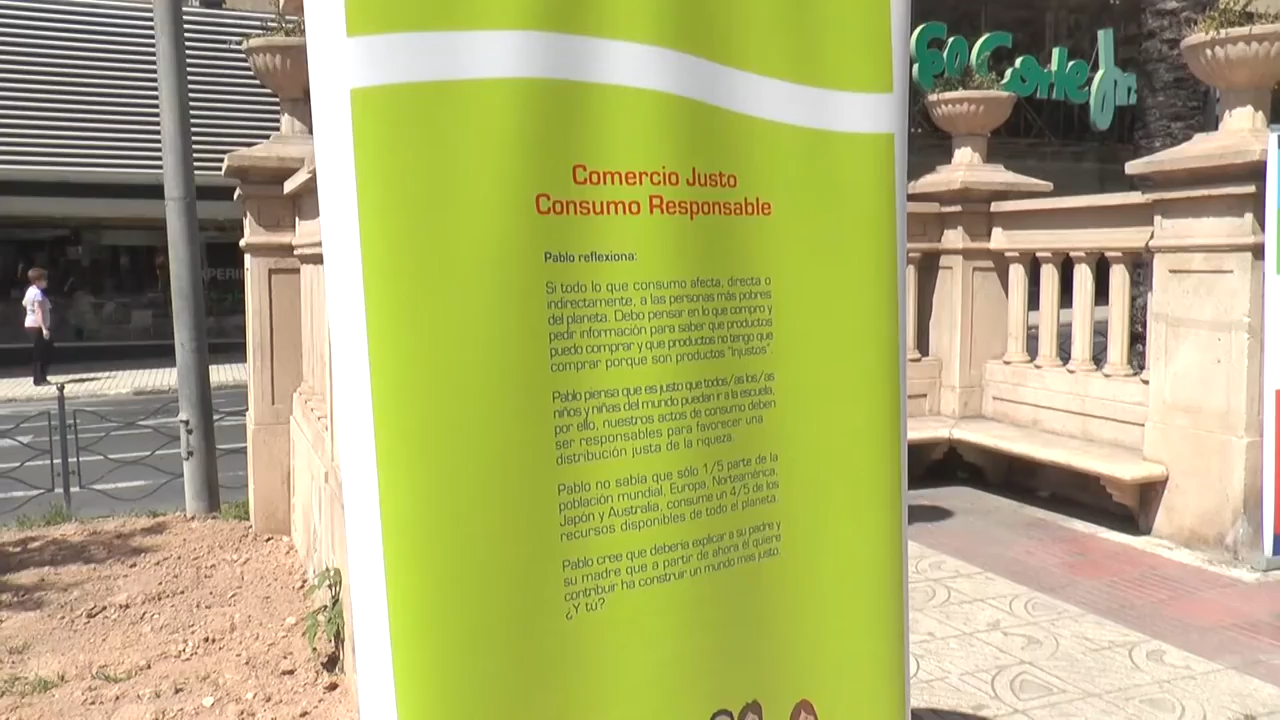 El Corte In
Comercio Justo
Consumo Responsable
Pablo reflexiona:
Si todo lo que consumo afecta, directa o
indirectamente, a las personas más pobres
del planeta. Debo pensar en lo que compro y
pedir información para saber que productos
puedo comprar y que productos no tengo que
comprar porque son productos "Injustos".
Pablo piensa que es justo que todos/as los/as
niños y niñas del mundo puedan ir a la escuela,
por ello, nuestros actos de consumo deben
ser responsables para favorecer una
distribución justa de la riqueza.
Pablo no sabía que sólo 1/5 parte de la
población mundial, Europa, Norteamérica,
Japón y Australia, consume un 4/5 de los
recursos disponibles de todo el planeta.
Pablo cree que debería explicar a su padre y
su madre que a partir de ahora él quiere
contribuir ha construir un mundo mas justo.
¿Y tú?